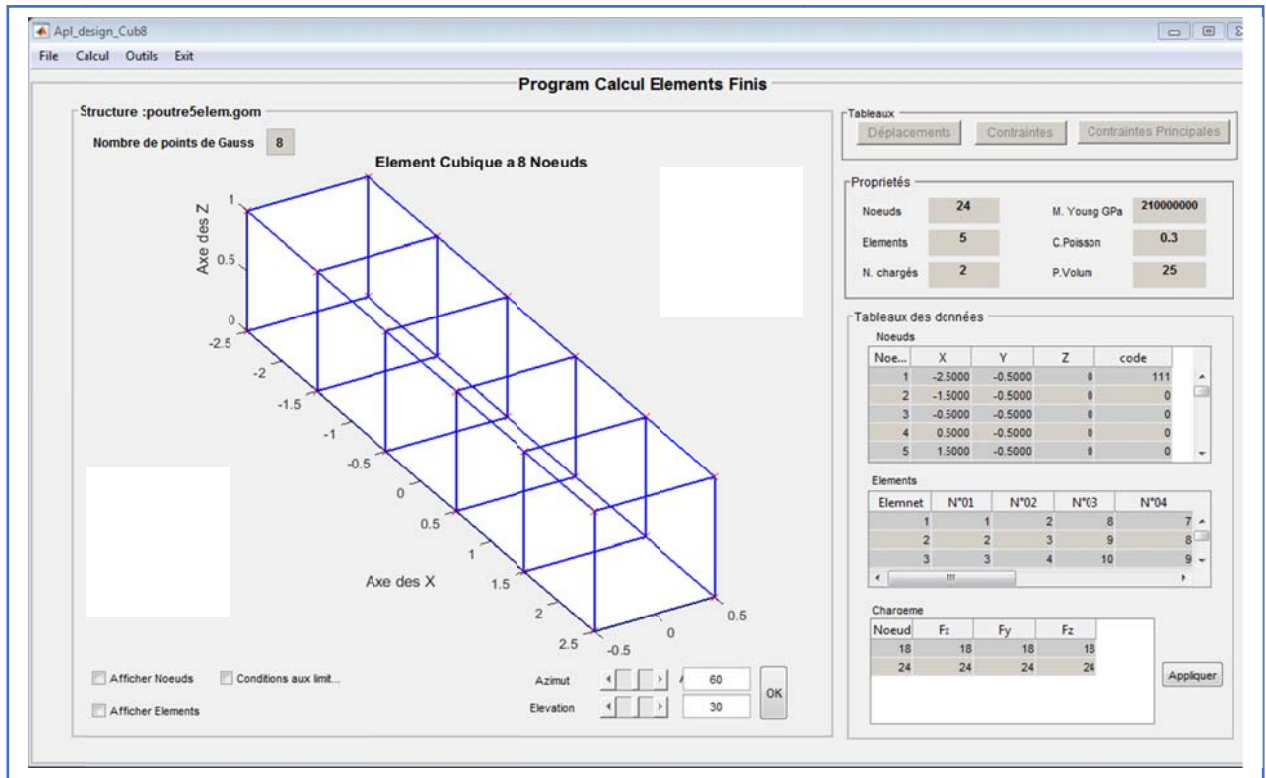 Apl_design_Cub8
File Calcul Outils Exit
Program Calcul Elements Finis
Structure :poutre5elem.gom
Nombre de points de Gauss 8
Element Cubique a 8 Noeuds
Axe des Z
1
0.5
0
-2.5
-2
-1.5
-1
-0.5
0
0.5
1
1.5
2
2.5
Axe des X
-0.5
0
0.5
Afficher Noeuds Conditions aux limit...
Afficher Elements
Azimut 60
Elevation 30
OK
Tableaux
Déplacements Contraintes Contraintes Principales
Proprietés
Noeuds 24 M. Young GPa 210000000
Elements 5 C.Poisson 0.3
N. chargés 2 P.Volum 25
Tableaux des données
Noeuds
Noe... X Y Z code
1 -2.5000 -0.5000 0 111
2 -1.5000 -0.5000 0 0
3 -0.5000 -0.5000 0 0
4 0.5000 -0.5000 0 0
5 1.5000 -0.5000 0 0
Elements
Elemnet N°01 N°02 N°03 N°04
1 1 2 8 7
2 2 3 9 8
3 3 4 10 9
Chargeme
Noeud Fx Fy Fz
18 18 18 18
24 24 24 24
Appliquer